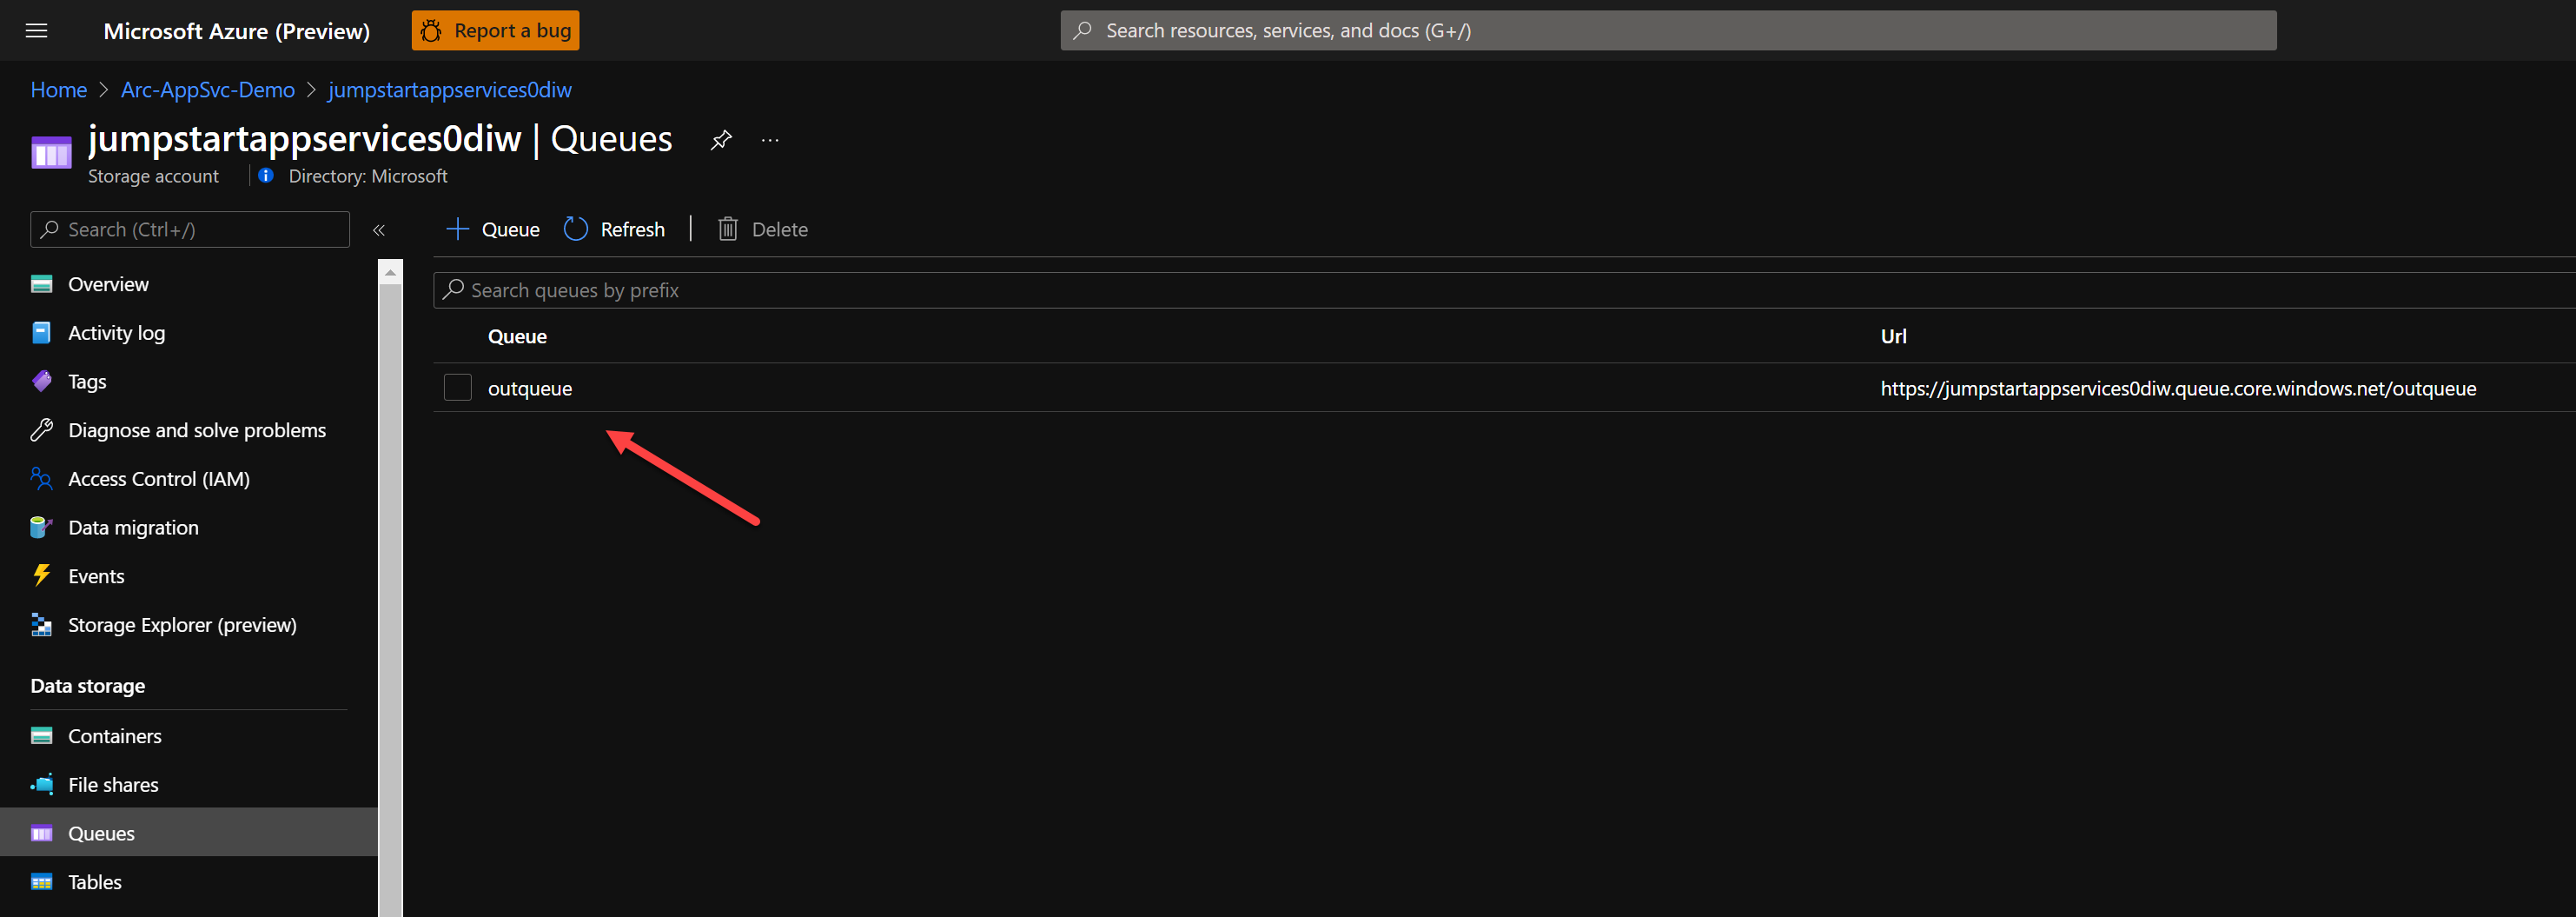 Microsoft Azure (Preview) Report a bug Search resources, services, and docs (G+/)
Home > Arc-AppSvc-Demo > jumpstartappservices0diw
jumpstartappservices0diw | Queues ...
Storage account Directory: Microsoft
Search (Ctrl+/) « + Queue Refresh | Delete
Overview
Search queues by prefix
Activity log
Queue Url
Tags
outqueue https://jumpstartappservices0diw.queue.core.windows.net/outqueue
Diagnose and solve problems
Access Control (IAM)
Data migration
Events
Storage Explorer (preview)
Data storage
Containers
File shares
Queues
Tables